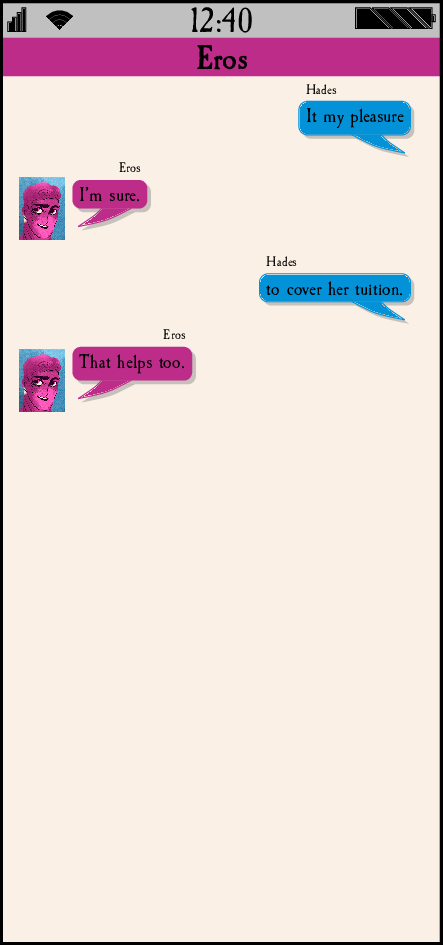 12:40
Eros
Hades
It my pleasure
Eros
I'm sure.
Hades
to cover her tuition.
Eros
That helps too.